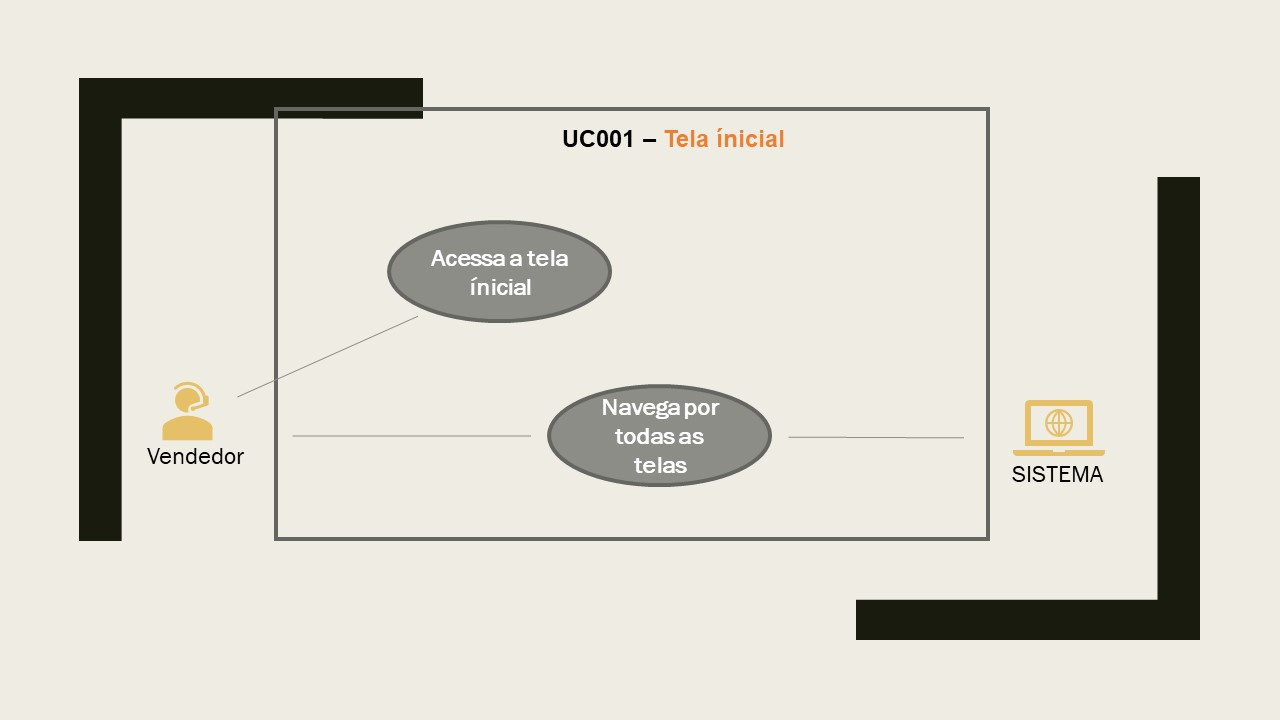 UC001 – Tela ínicial
Acessa a tela
ínicial
Navega por
todas as
telas
Vendedor
SISTEMA